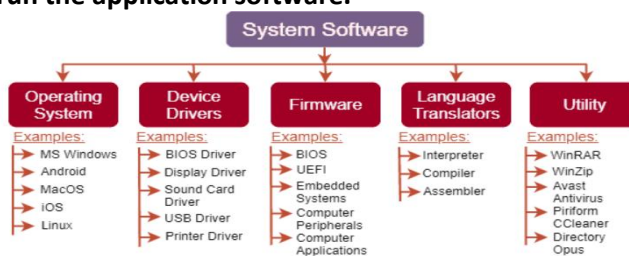 run the application software.
System Software
Operating
System
Examples:
MS Windows
Android
MacOS
iOS
Linux
Device
Drivers
Examples:
BIOS Driver
Display Driver
Sound Card
Driver
USB Driver
Printer Driver
Firmware
Examples:
BIOS
UEFI
Embedded
Systems
Computer
Peripherals
Computer
Applications
Language
Translators
Examples:
Interpreter
Compiler
Assembler
Utility
Examples:
WinRAR
WinZip
Avast
Antivirus
Piriform
CCleaner
Directory
Opus